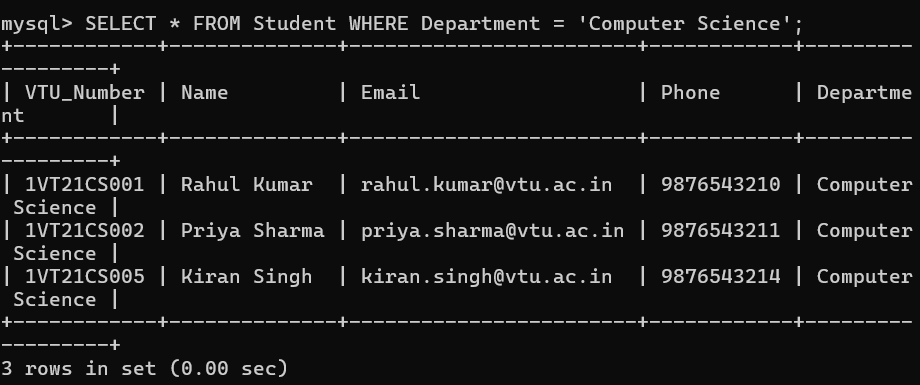 mysql> SELECT * FROM Student WHERE Department = 'Computer Science';
+------------+--------------+------------------------+------------+---------
---------+
| VTU_Number | Name         | Email                  | Phone      | Departme
nt       |
+------------+--------------+------------------------+------------+---------
---------+
| 1VT21CS001 | Rahul Kumar  | rahul.kumar@vtu.ac.in  | 9876543210 | Computer
 Science |
| 1VT21CS002 | Priya Sharma | priya.sharma@vtu.ac.in | 9876543211 | Computer
 Science |
| 1VT21CS005 | Kiran Singh  | kiran.singh@vtu.ac.in  | 9876543214 | Computer
 Science |
+------------+--------------+------------------------+------------+---------
---------+
3 rows in set (0.00 sec)